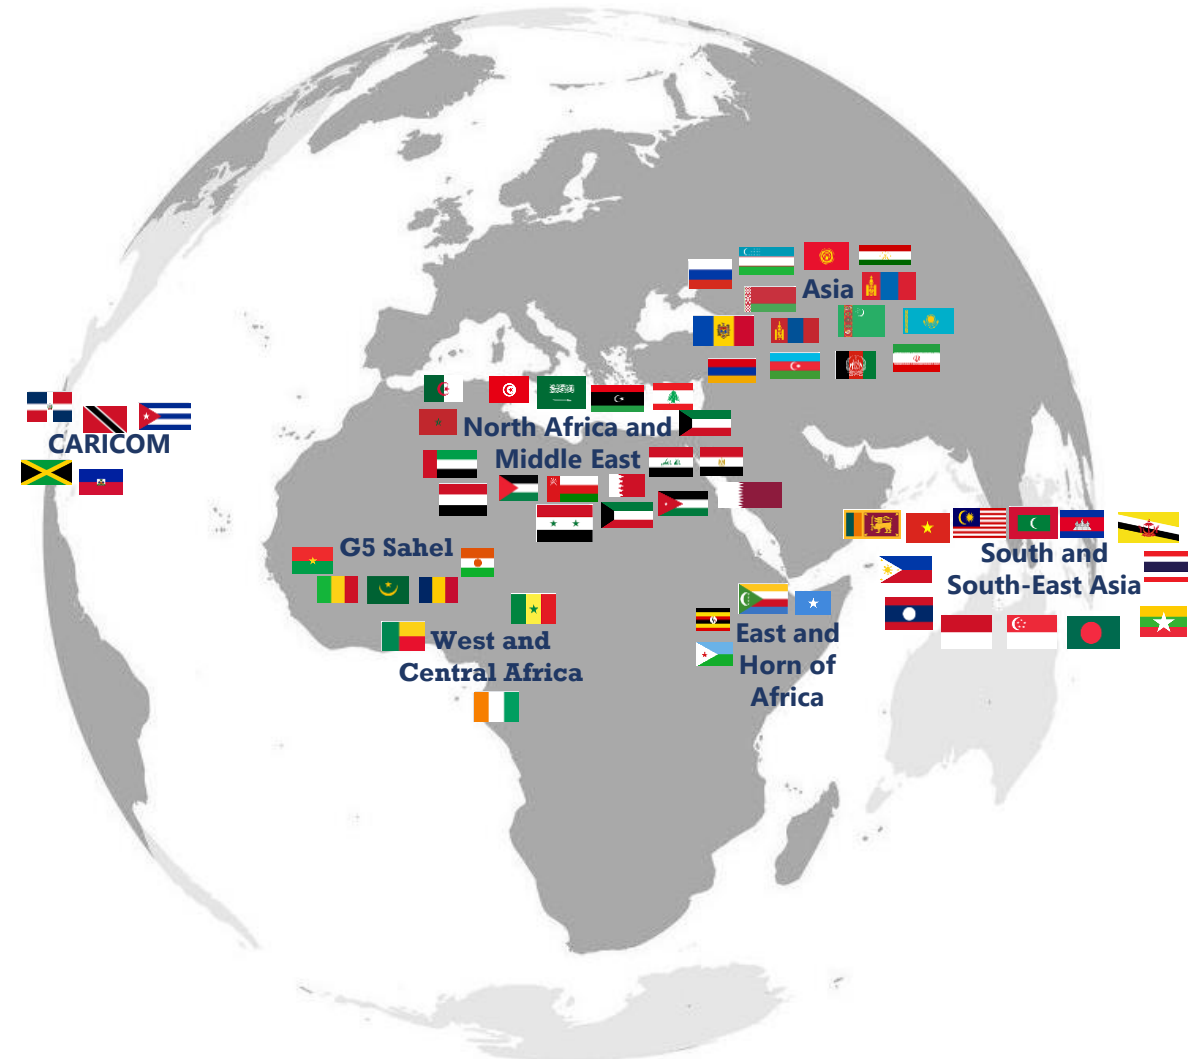 Asia
CARICOM
North Africa and
Middle East
G5 Sahel
South and
South-East Asia
West and
Central Africa
East and
Horn of
Africa